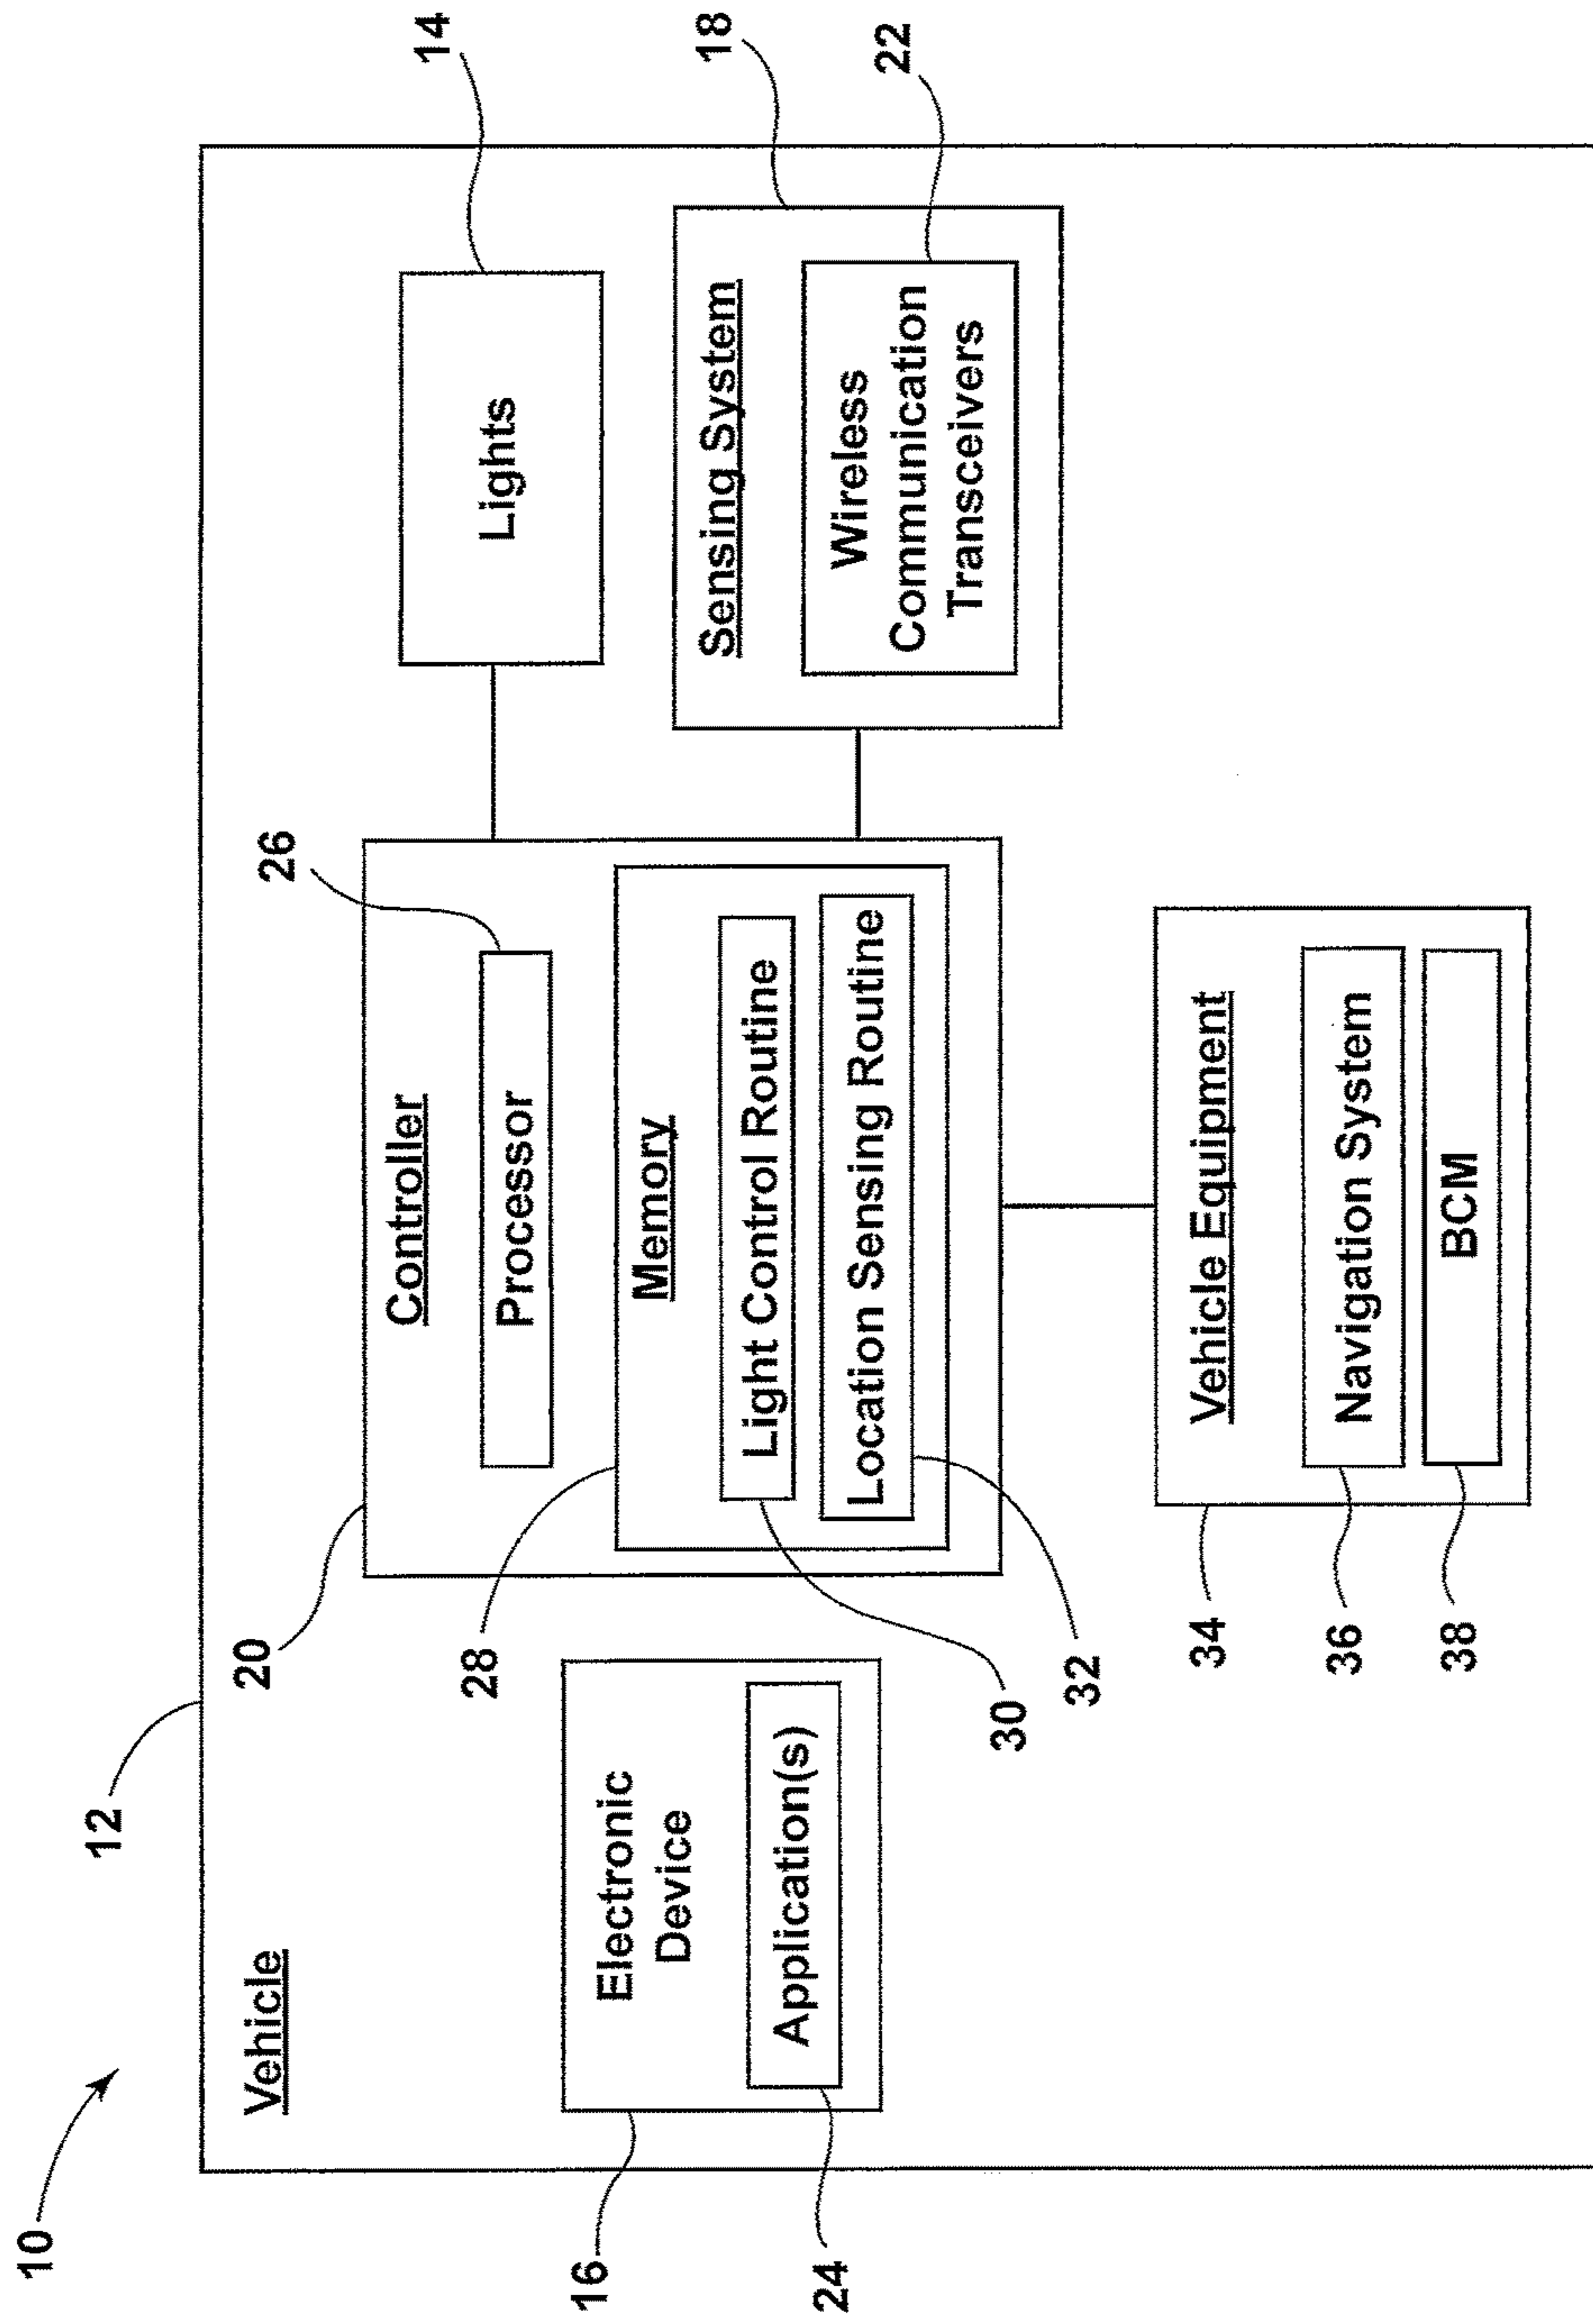 10
12
Vehicle
20
26
14
Lights
Controller
Processor
28
Memory
Light Control Routine
Location Sensing Routine
30
32
16
Electronic
Device
Application(s)
24
18
Sensing System
22
Wireless
Communication
Transceivers
34
Vehicle Equipment
36
Navigation System
38
BCM